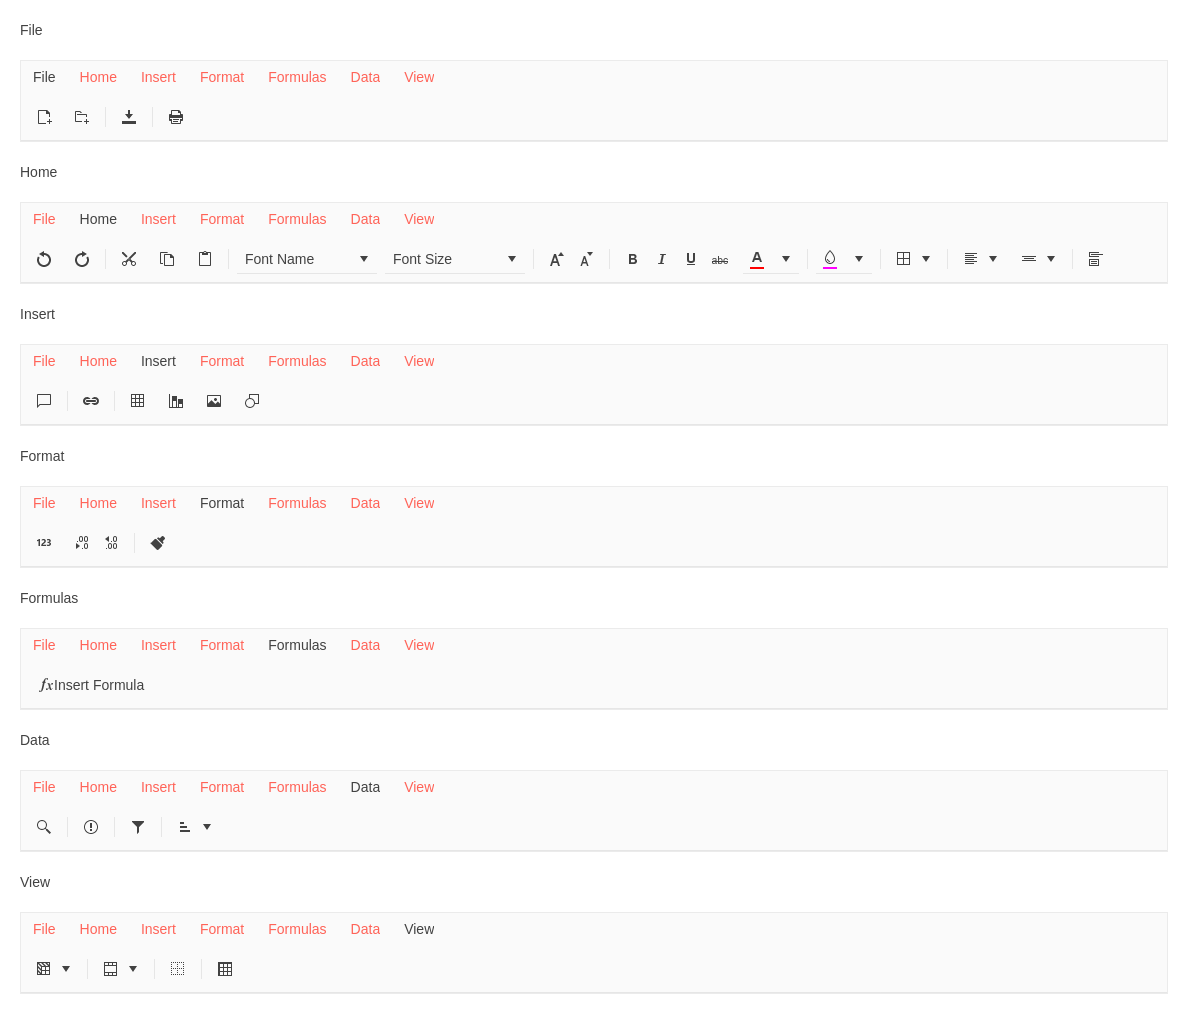 File
File Home Insert Format Formulas Data View
Home
File Home Insert Format Formulas Data View
Font Name Font Size A A B I U abc A
Insert
File Home Insert Format Formulas Data View
Format
File Home Insert Format Formulas Data View
123 .00 .0 .0 .00
Formulas
File Home Insert Format Formulas Data View
fx Insert Formula
Data
File Home Insert Format Formulas Data View
View
File Home Insert Format Formulas Data View